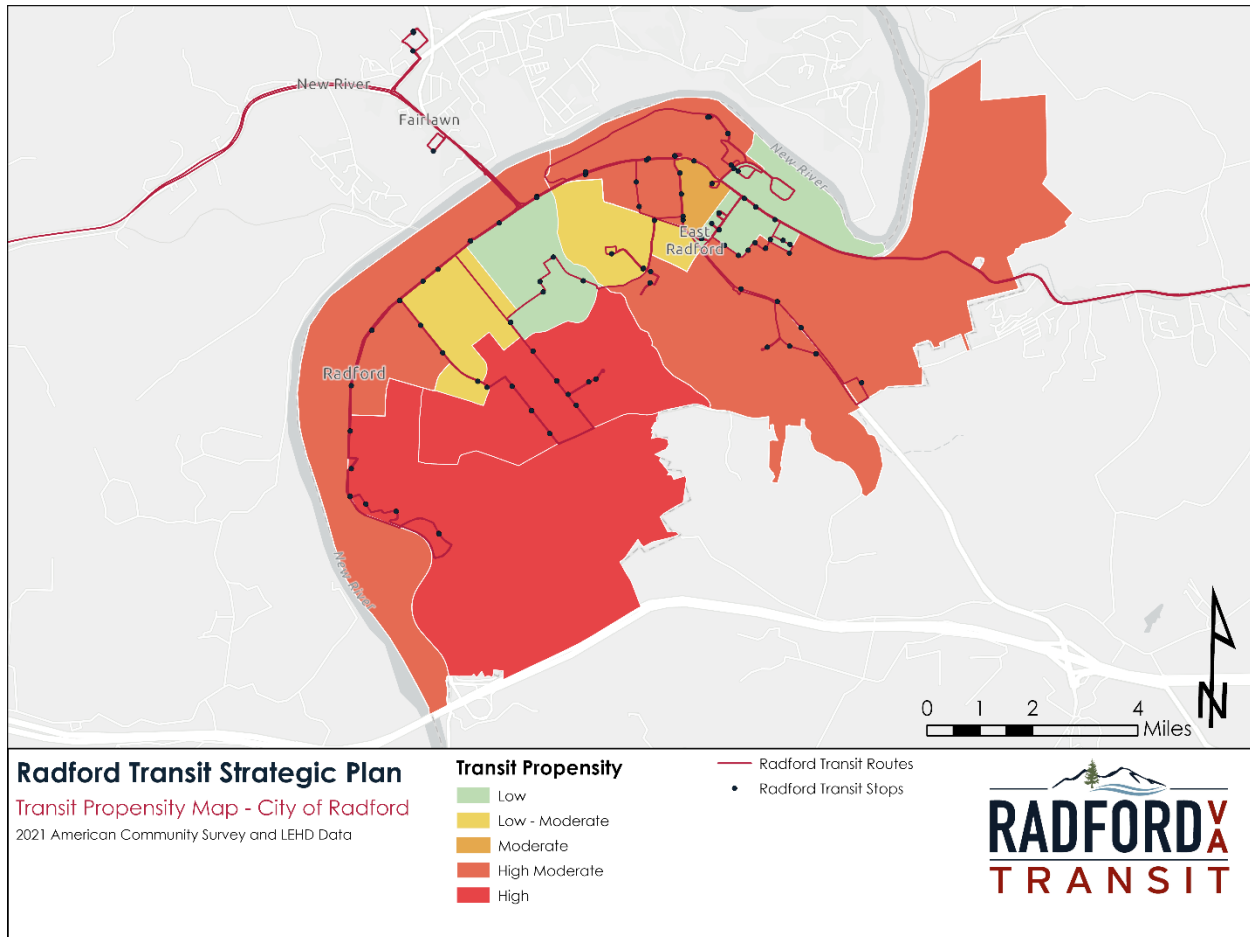 New River
Fairlawn
New River
East
Radford
Radford
New River
N
0 1 2 4
Miles
Radford Transit Strategic Plan
Transit Propensity Map - City of Radford
2021 American Community Survey and LEHD Data
Transit Propensity
Low
Low - Moderate
Moderate
High Moderate
High
Radford Transit Routes
Radford Transit Stops
RADFORD VA
TRANSIT